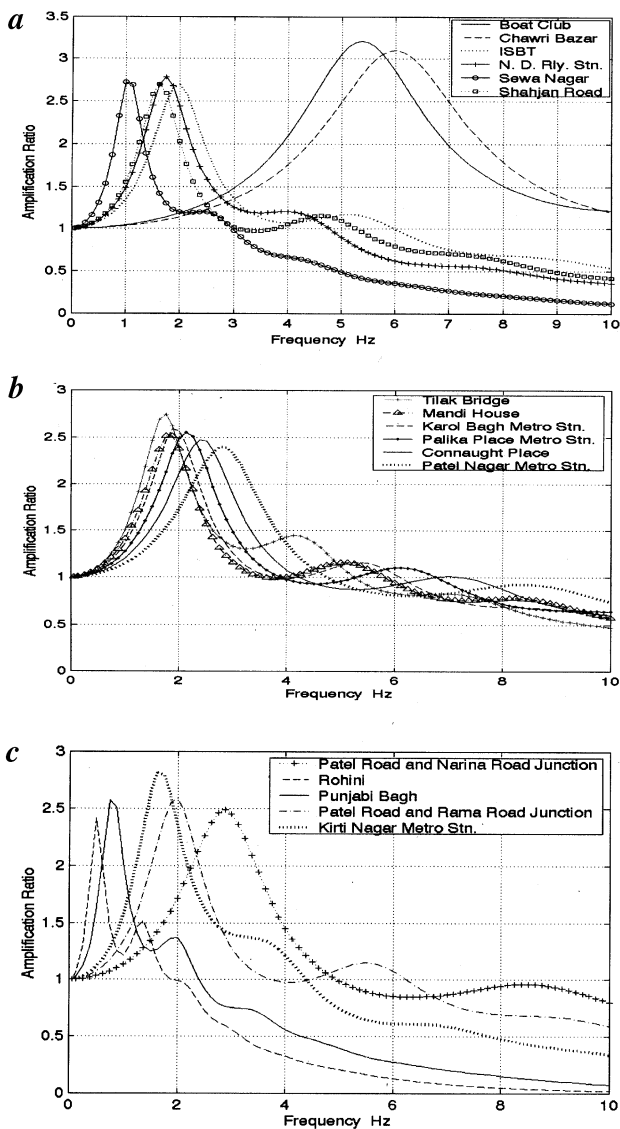 a
3.5
3
2.5
2
1.5
1
0.5
0
Amplification Ratio
Boat Club
Chawri Bazar
ISBT
N. D. Rly. Stn.
Sewa Nagar
Shahjan Road
0 1 2 3 4 5 6 7 8 9 10
Frequency Hz
b
3
2.5
2
1.5
1
0.5
0
Amplification Ratio
Tilak Bridge
Mandi House
Karol Bagh Metro Stn.
Palika Place Metro Stn.
Connaught Place
Patel Nagar Metro Stn.
0 2 4 6 8 10
Frequency Hz
c
3
2.5
2
1.5
1
0.5
0
Amplification Ratio
Patel Road and Narina Road Junction
Rohini
Punjabi Bagh
Patel Road and Rama Road Junction
Kirti Nagar Metro Stn.
0 2 4 6 8 10
Frequency Hz